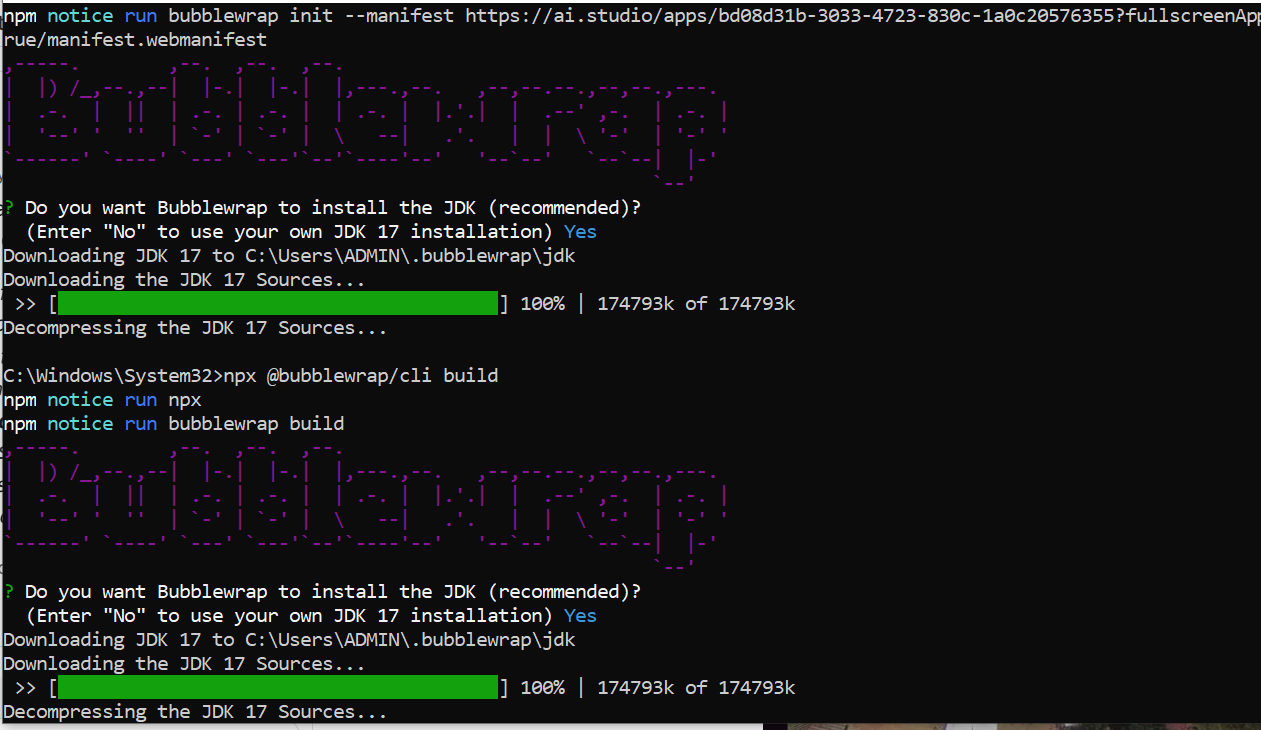 npm notice run bubblewrap init --manifest https://ai.studio/apps/bd08d31b-3033-4723-830c-1a0c20576355?fullscreenApp
rue/manifest.webmanifest
Bubblewrap
? Do you want Bubblewrap to install the JDK (recommended)?
(Enter "No" to use your own JDK 17 installation) Yes
Downloading JDK 17 to C:\Users\ADMIN\.bubblewrap\jdk
Downloading the JDK 17 Sources...
>> [] 100% | 174793k of 174793k
Decompressing the JDK 17 Sources...
C:\Windows\System32>npx @bubblewrap/cli build
npm notice run npx
npm notice run bubblewrap build
Bubblewrap
? Do you want Bubblewrap to install the JDK (recommended)?
(Enter "No" to use your own JDK 17 installation) Yes
Downloading JDK 17 to C:\Users\ADMIN\.bubblewrap\jdk
Downloading the JDK 17 Sources...
>> [] 100% | 174793k of 174793k
Decompressing the JDK 17 Sources...